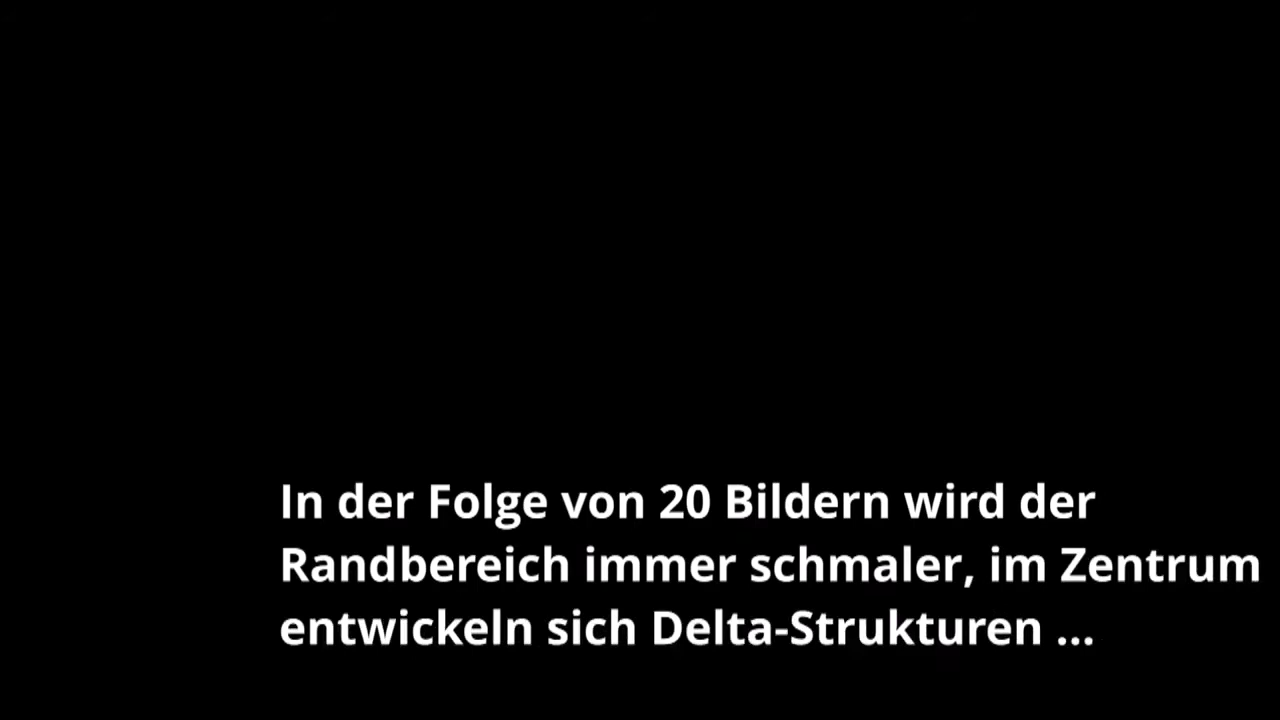 In der Folge von 20 Bildern wird der
Randbereich immer schmaler, im Zentrum
entwickeln sich Delta-Strukturen ...